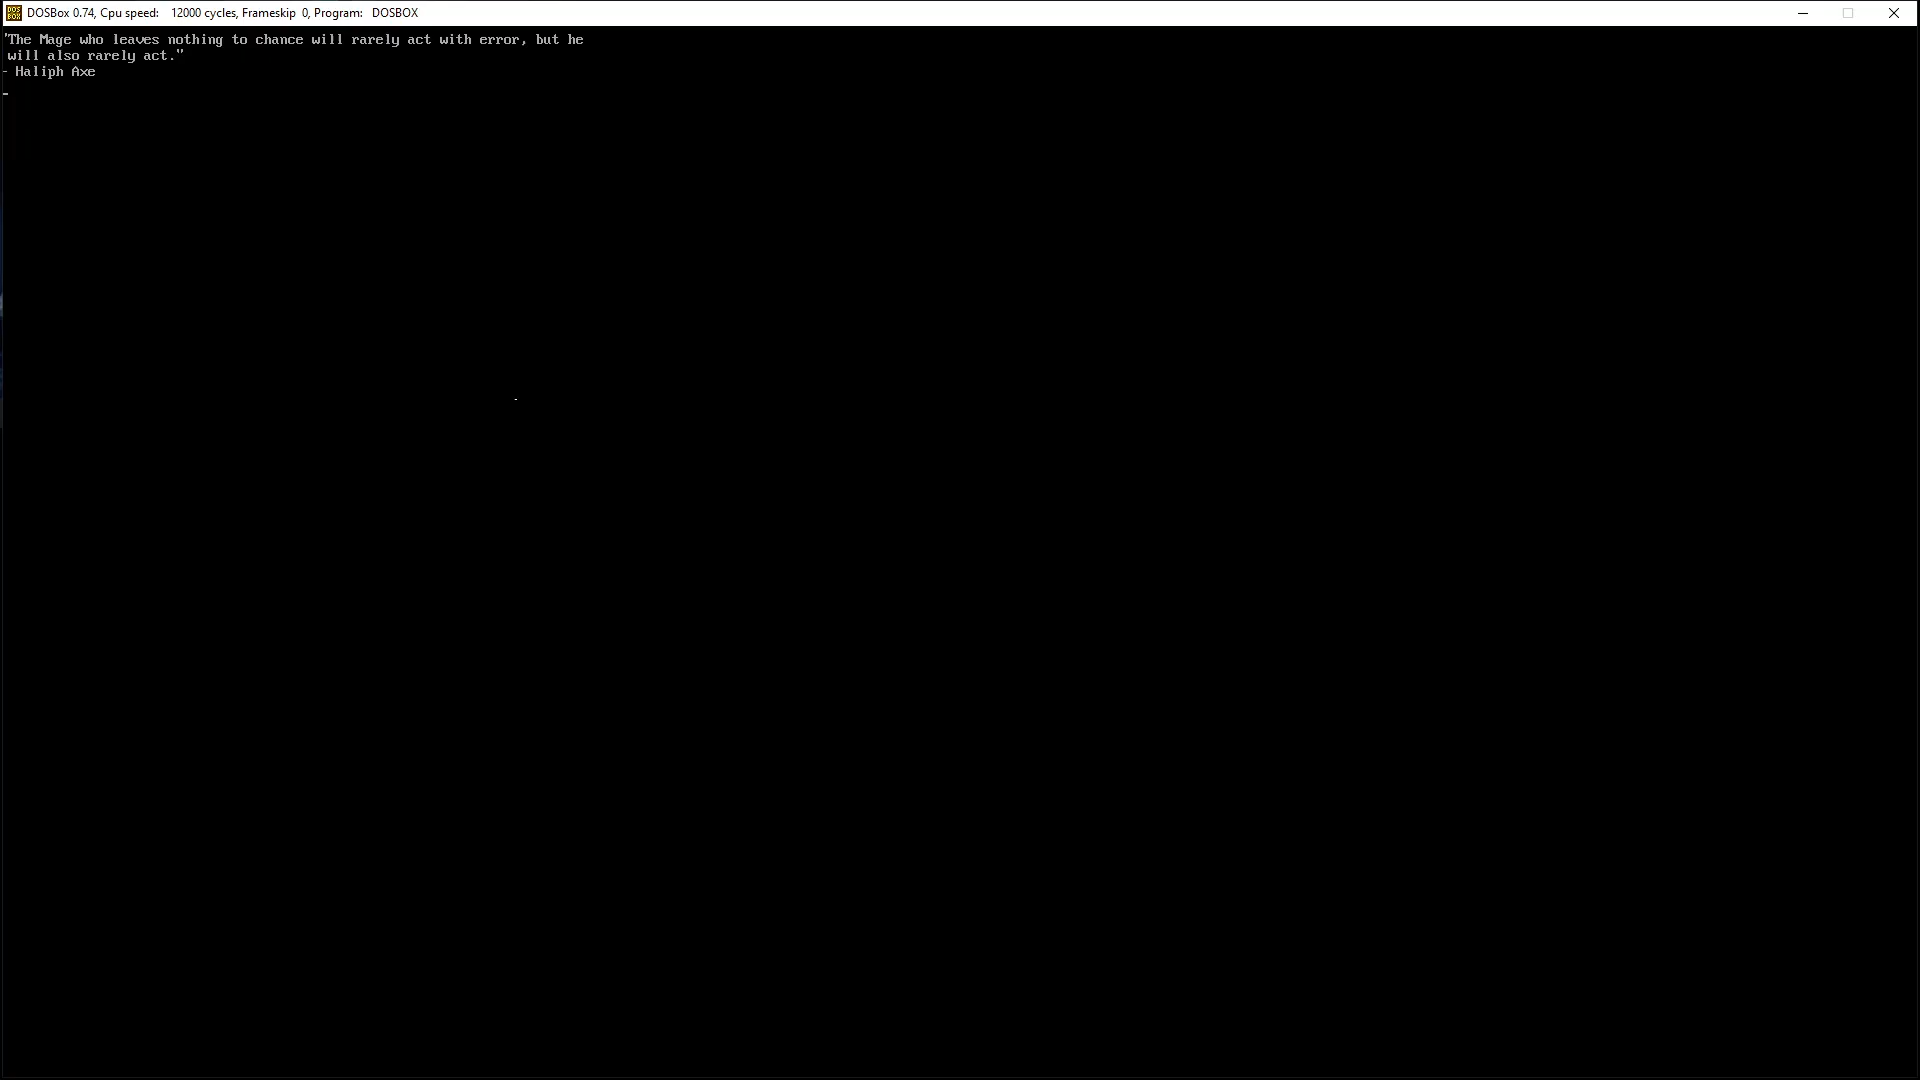 DOSBox 0.74, Cpu speed:    12000 cycles, Frameskip  0, Program:   DOSBOX
"The Mage who leaves nothing to chance will rarely act with error, but he
will also rarely act."
- Haliph Axe